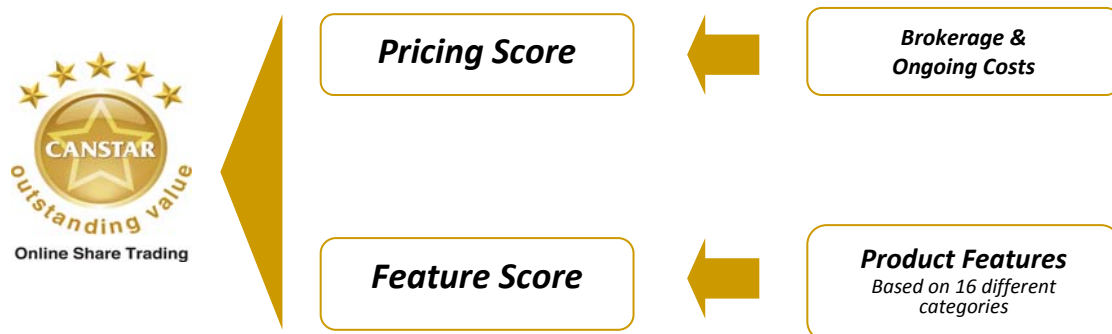 CANSTAR
outstanding value
Online Share Trading
Pricing Score
Brokerage &
Ongoing Costs
Feature Score
Product Features
Based on 16 different
categories